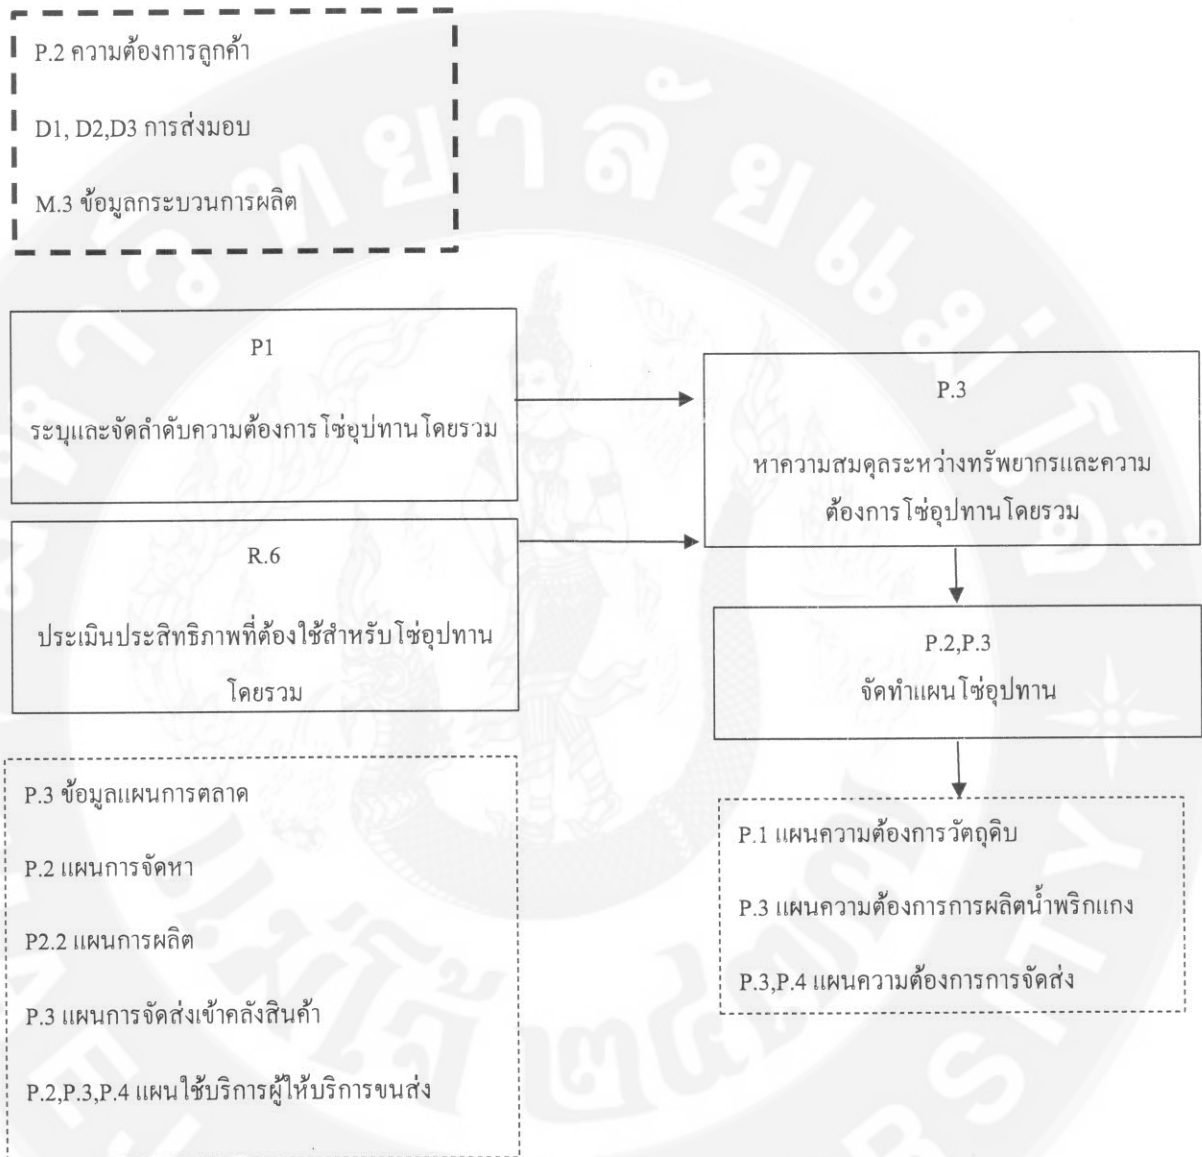 P.2 ความต้องการลูกค้า
D1, D2,D3 การส่งมอบ
M.3 ข้อมูลกระบวนการผลิต
P1
ระบุและจัดลำดับความต้องการโซ่อุปทานโดยรวม
R.6
ประเมินประสิทธิภาพที่ต้องใช้สำหรับโซ่อุปทาน
โดยรวม
P.3
หาความสมดุลระหว่างทรัพยากรและความ
ต้องการโซ่อุปทานโดยรวม
P.2,P.3
จัดทำแผนโซ่อุปทาน
P.3 ข้อมูลแผนการตลาด
P.2 แผนการจัดหา
P2.2 แผนการผลิต
P.3 แผนการจัดส่งเข้าคลังสินค้า
P.2,P.3,P.4 แผนใช้บริการผู้ให้บริการขนส่ง
P.1 แผนความต้องการวัตถุดิบ
P.3 แผนความต้องการการผลิตน้ำพริกแกง
P.3,P.4 แผนความต้องการการจัดส่ง